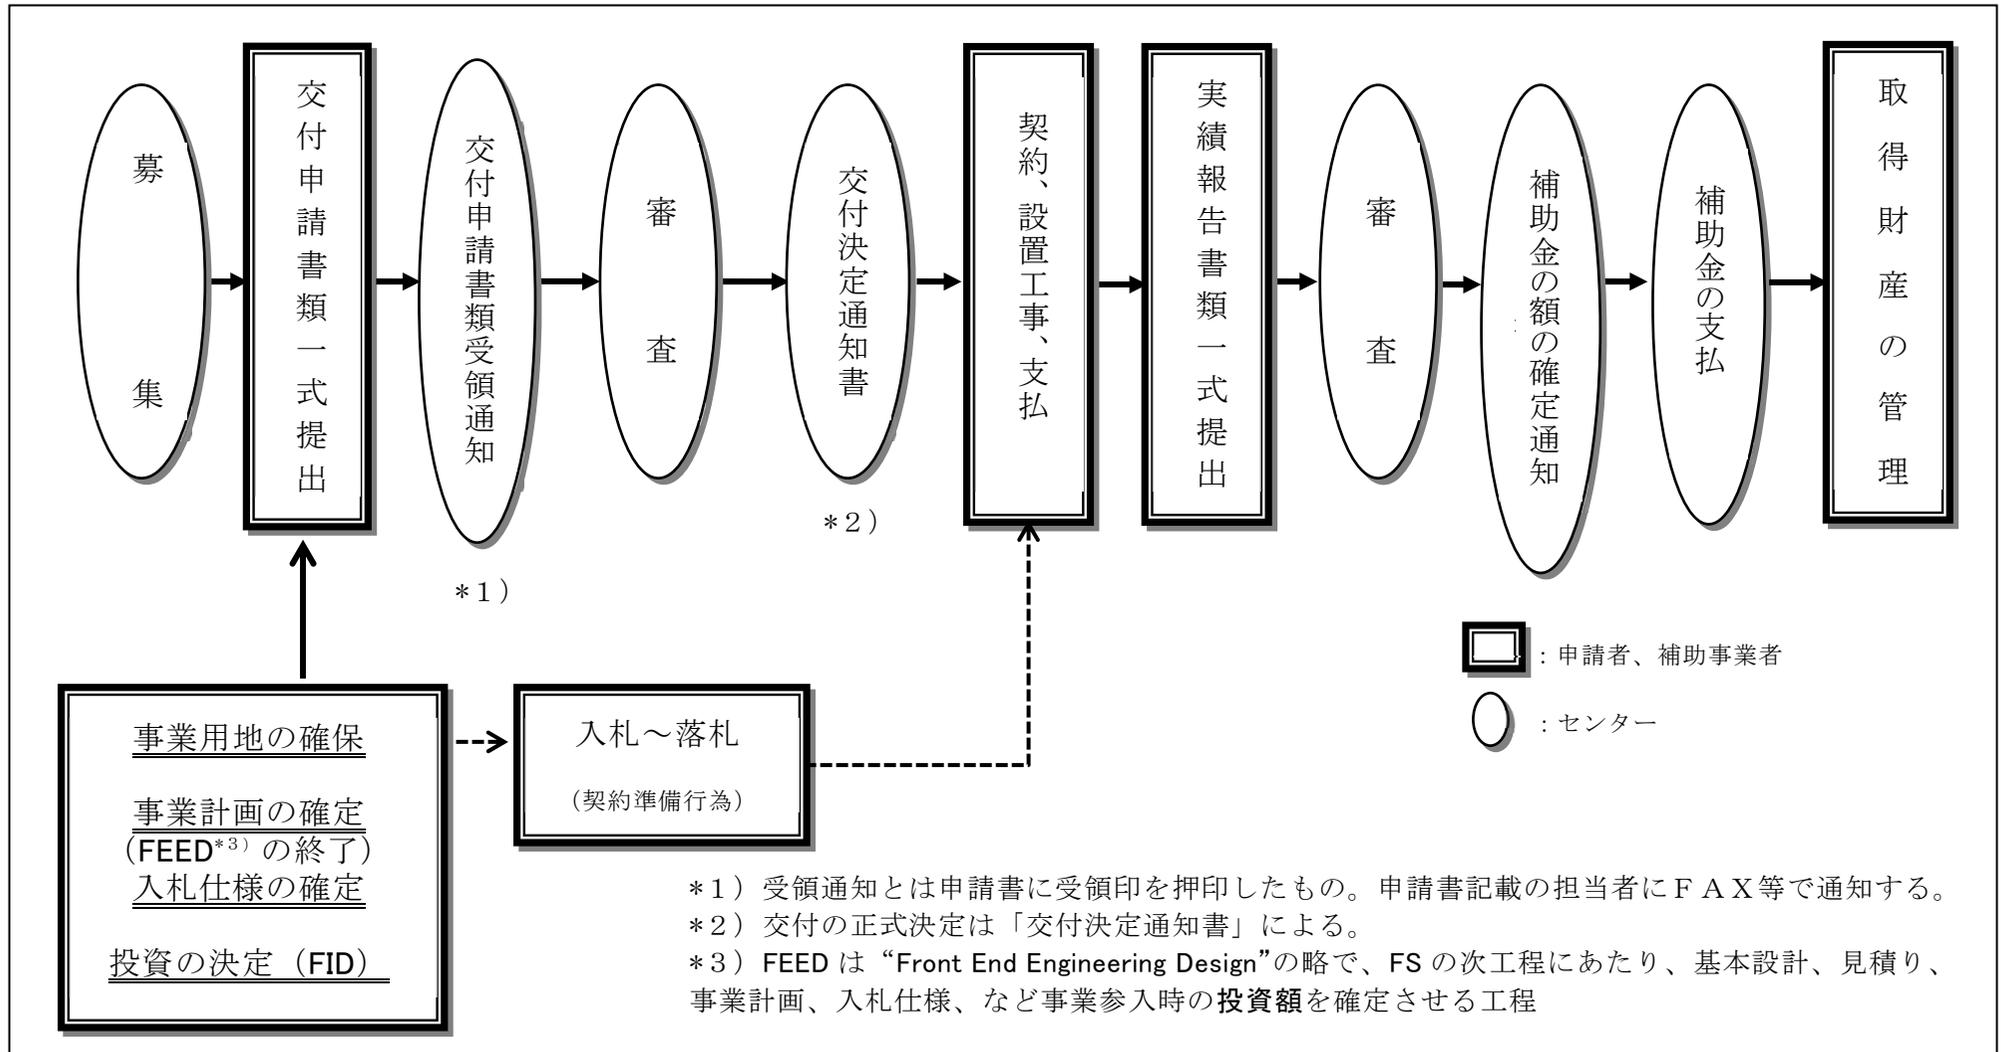 募集
交付申請書類一式提出
交付申請書類受領通知
審査
交付決定通知書
契約、設置工事、支払
実績報告書類一式提出
審査
補助金の額の確定通知
補助金の支払
取得財産の管理
*1）
*2）
：申請者、補助事業者
：センター
事業用地の確保
事業計画の確定
（FEED*3）の終了）
入札仕様の確定
投資の決定（FID）
入札～落札
（契約準備行為）
*1）受領通知とは申請書に受領印を押印したもの。申請書記載の担当者にＦＡＸ等で通知する。
*2）交付の正式決定は「交付決定通知書」による。
*3）FEED は “Front End Engineering Design”の略で、FS の次工程にあたり、基本設計、見積り、
事業計画、入札仕様、など事業参入時の投資額を確定させる工程